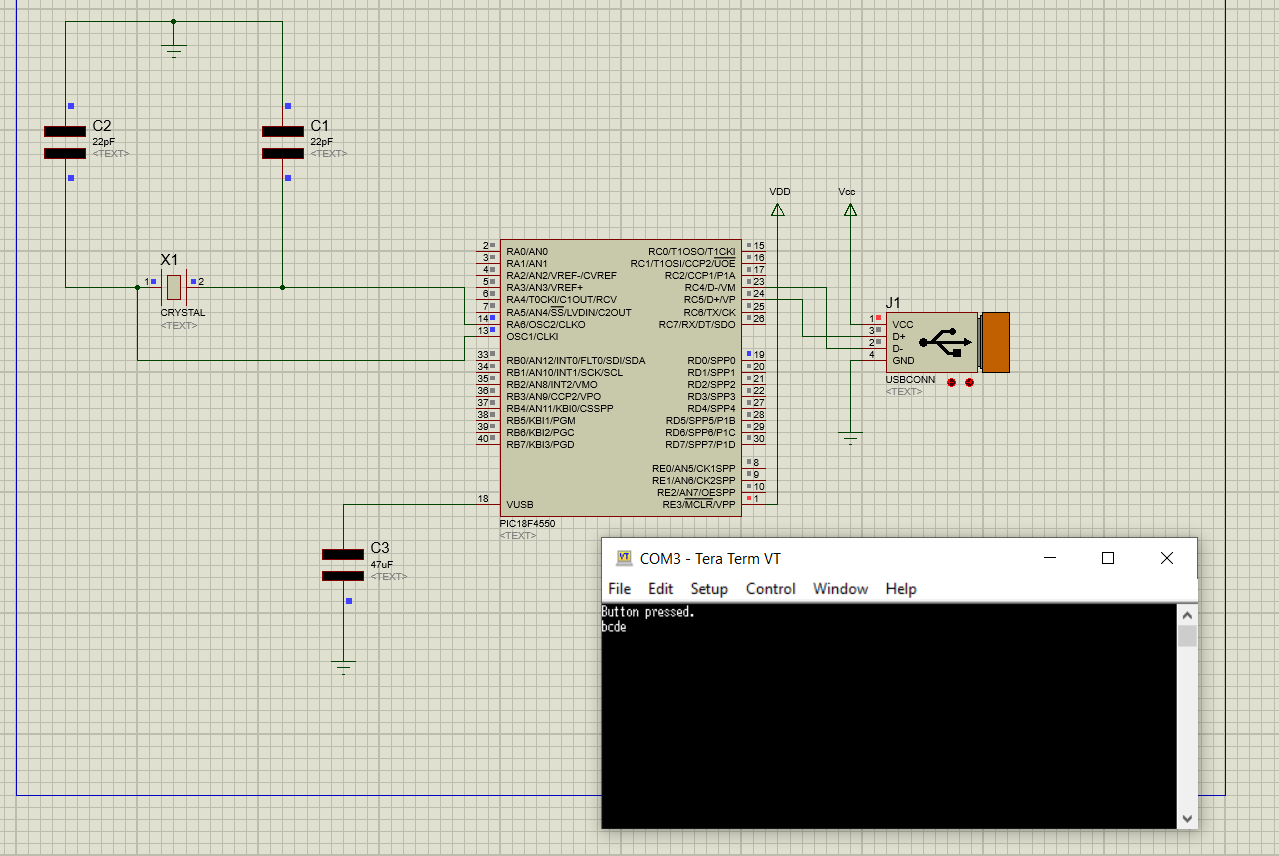 C2
22pF
<TEXT>
C1
22pF
<TEXT>
VDD
Vcc
X1
1
2
CRYSTAL
<TEXT>
2 RA0/AN0
3 RA1/AN1
4 RA2/AN2/VREF-/CVREF
5 RA3/AN3/VREF+
6 RA4/T0CKI/C1OUT/RCV
7 RA5/AN4/SS/LVDIN/C2OUT
14 RA6/OSC2/CLKO
13 OSC1/CLKI
33 RB0/AN12/INT0/FLT0/SDI/SDA
34 RB1/AN10/INT1/SCK/SCL
35 RB2/AN8/INT2/VMO
36 RB3/AN9/CCP2/VPO
37 RB4/AN11/KBI0/CSSPP
38 RB5/KBI1/PGM
39 RB6/KBI2/PGC
40 RB7/KBI3/PGD
18 VUSB
RC0/T1OSO/T1CKI 15
RC1/T1OSI/CCP2/UOE 16
RC2/CCP1/P1A 17
RC4/D-/VM 23
RC5/D+/VP 24
RC6/TX/CK 25
RC7/RX/DT/SDO 26
RD0/SPP0 19
RD1/SPP1 20
RD2/SPP2 21
RD3/SPP3 22
RD4/SPP4 27
RD5/SPP5/P1B 28
RD6/SPP6/P1C 29
RD7/SPP7/P1D 30
RE0/AN5/CK1SPP 8
RE1/AN6/CK2SPP 9
RE2/AN7/OESPP 10
RE3/MCLR/VPP 1
PIC18F4550
<TEXT>
J1
1 VCC
3 D+
2 D-
4 GND
USBCONN
<TEXT>
C3
47uF
<TEXT>
VT
COM3 - Tera Term VT
File Edit Setup Control Window Help
Button pressed.
bcde